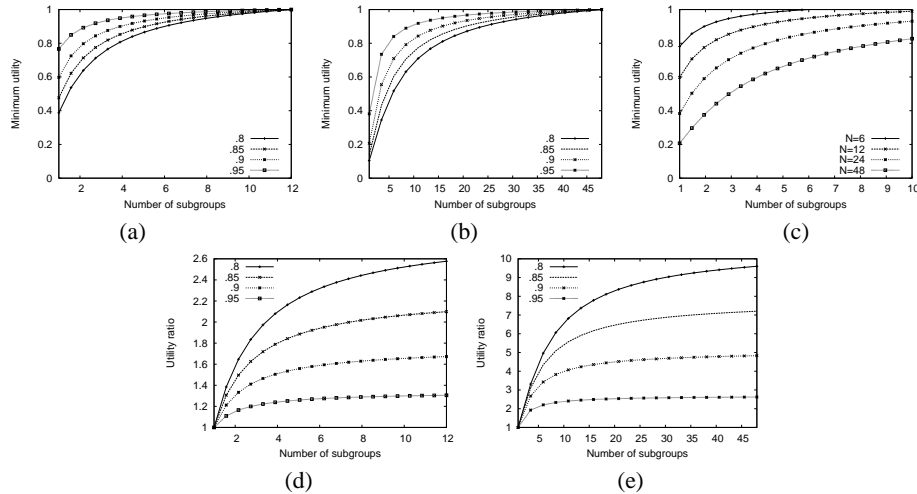 1
0.8
0.6
0.4
0.2
0
Minimum utility
.8
.85
.9
.95
2 4 6 8 10 12
Number of subgroups
(a)
1
0.8
0.6
0.4
0.2
0
Minimum utility
.8
.85
.9
.95
5 10 15 20 25 30 35 40 45
Number of subgroups
(b)
1
0.8
0.6
0.4
0.2
0
Minimum utility
N=6
N=12
N=24
N=48
1 2 3 4 5 6 7 8 9 10
Number of subgroups
(c)
2.6
2.4
2.2
2
1.8
1.6
1.4
1.2
1
Utility ratio
.8
.85
.9
.95
2 4 6 8 10 12
Number of subgroups
(d)
10
9
8
7
6
5
4
3
2
1
Utility ratio
.8
.85
.9
.95
5 10 15 20 25 30 35 40 45
Number of subgroups
(e)